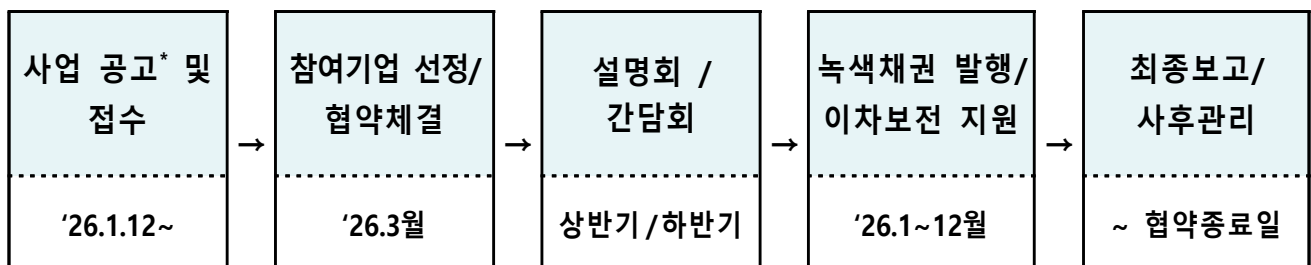 사업 공고* 및
접수
'26.1.12~
→
참여기업 선정/
협약체결
'26.3월
→
설명회 /
간담회
상반기/하반기
→
녹색채권 발행/
이차보전 지원
'26.1~12월
→
최종보고/
사후관리
~ 협약종료일